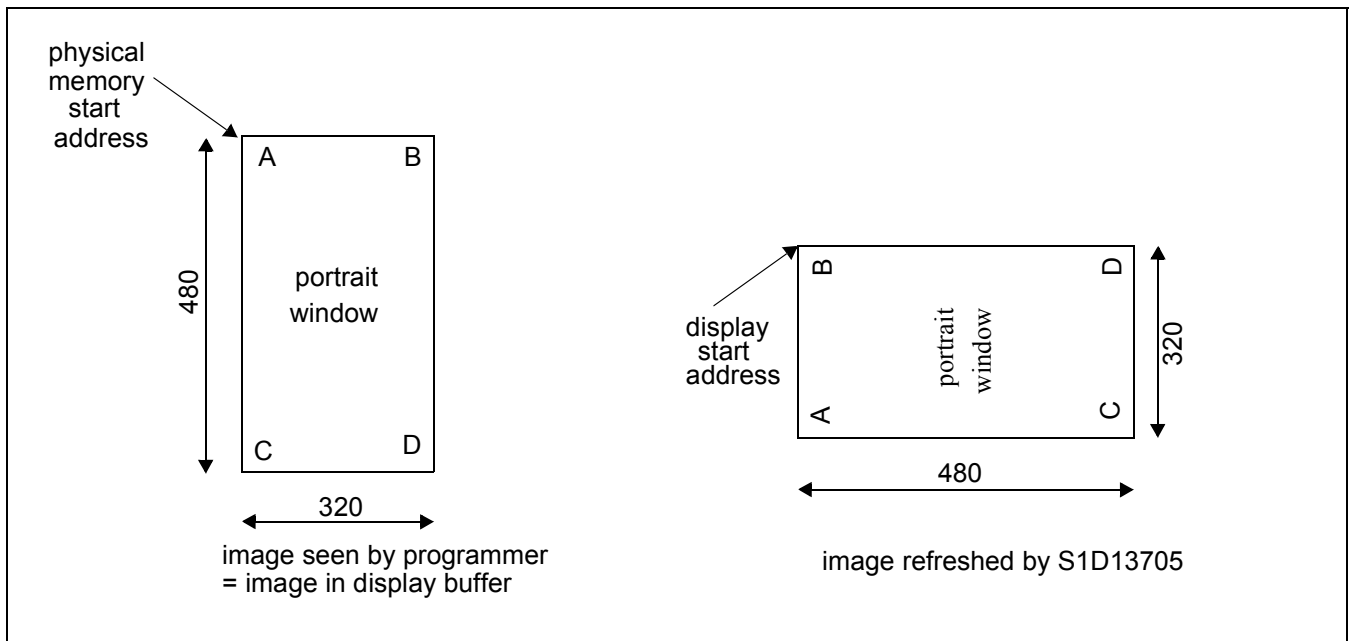 physical
memory
start
address
A B
480
portrait
window
C D
320
image seen by programmer
= image in display buffer
display
start
address
B D
portrait
window
A C
320
480
image refreshed by S1D13705